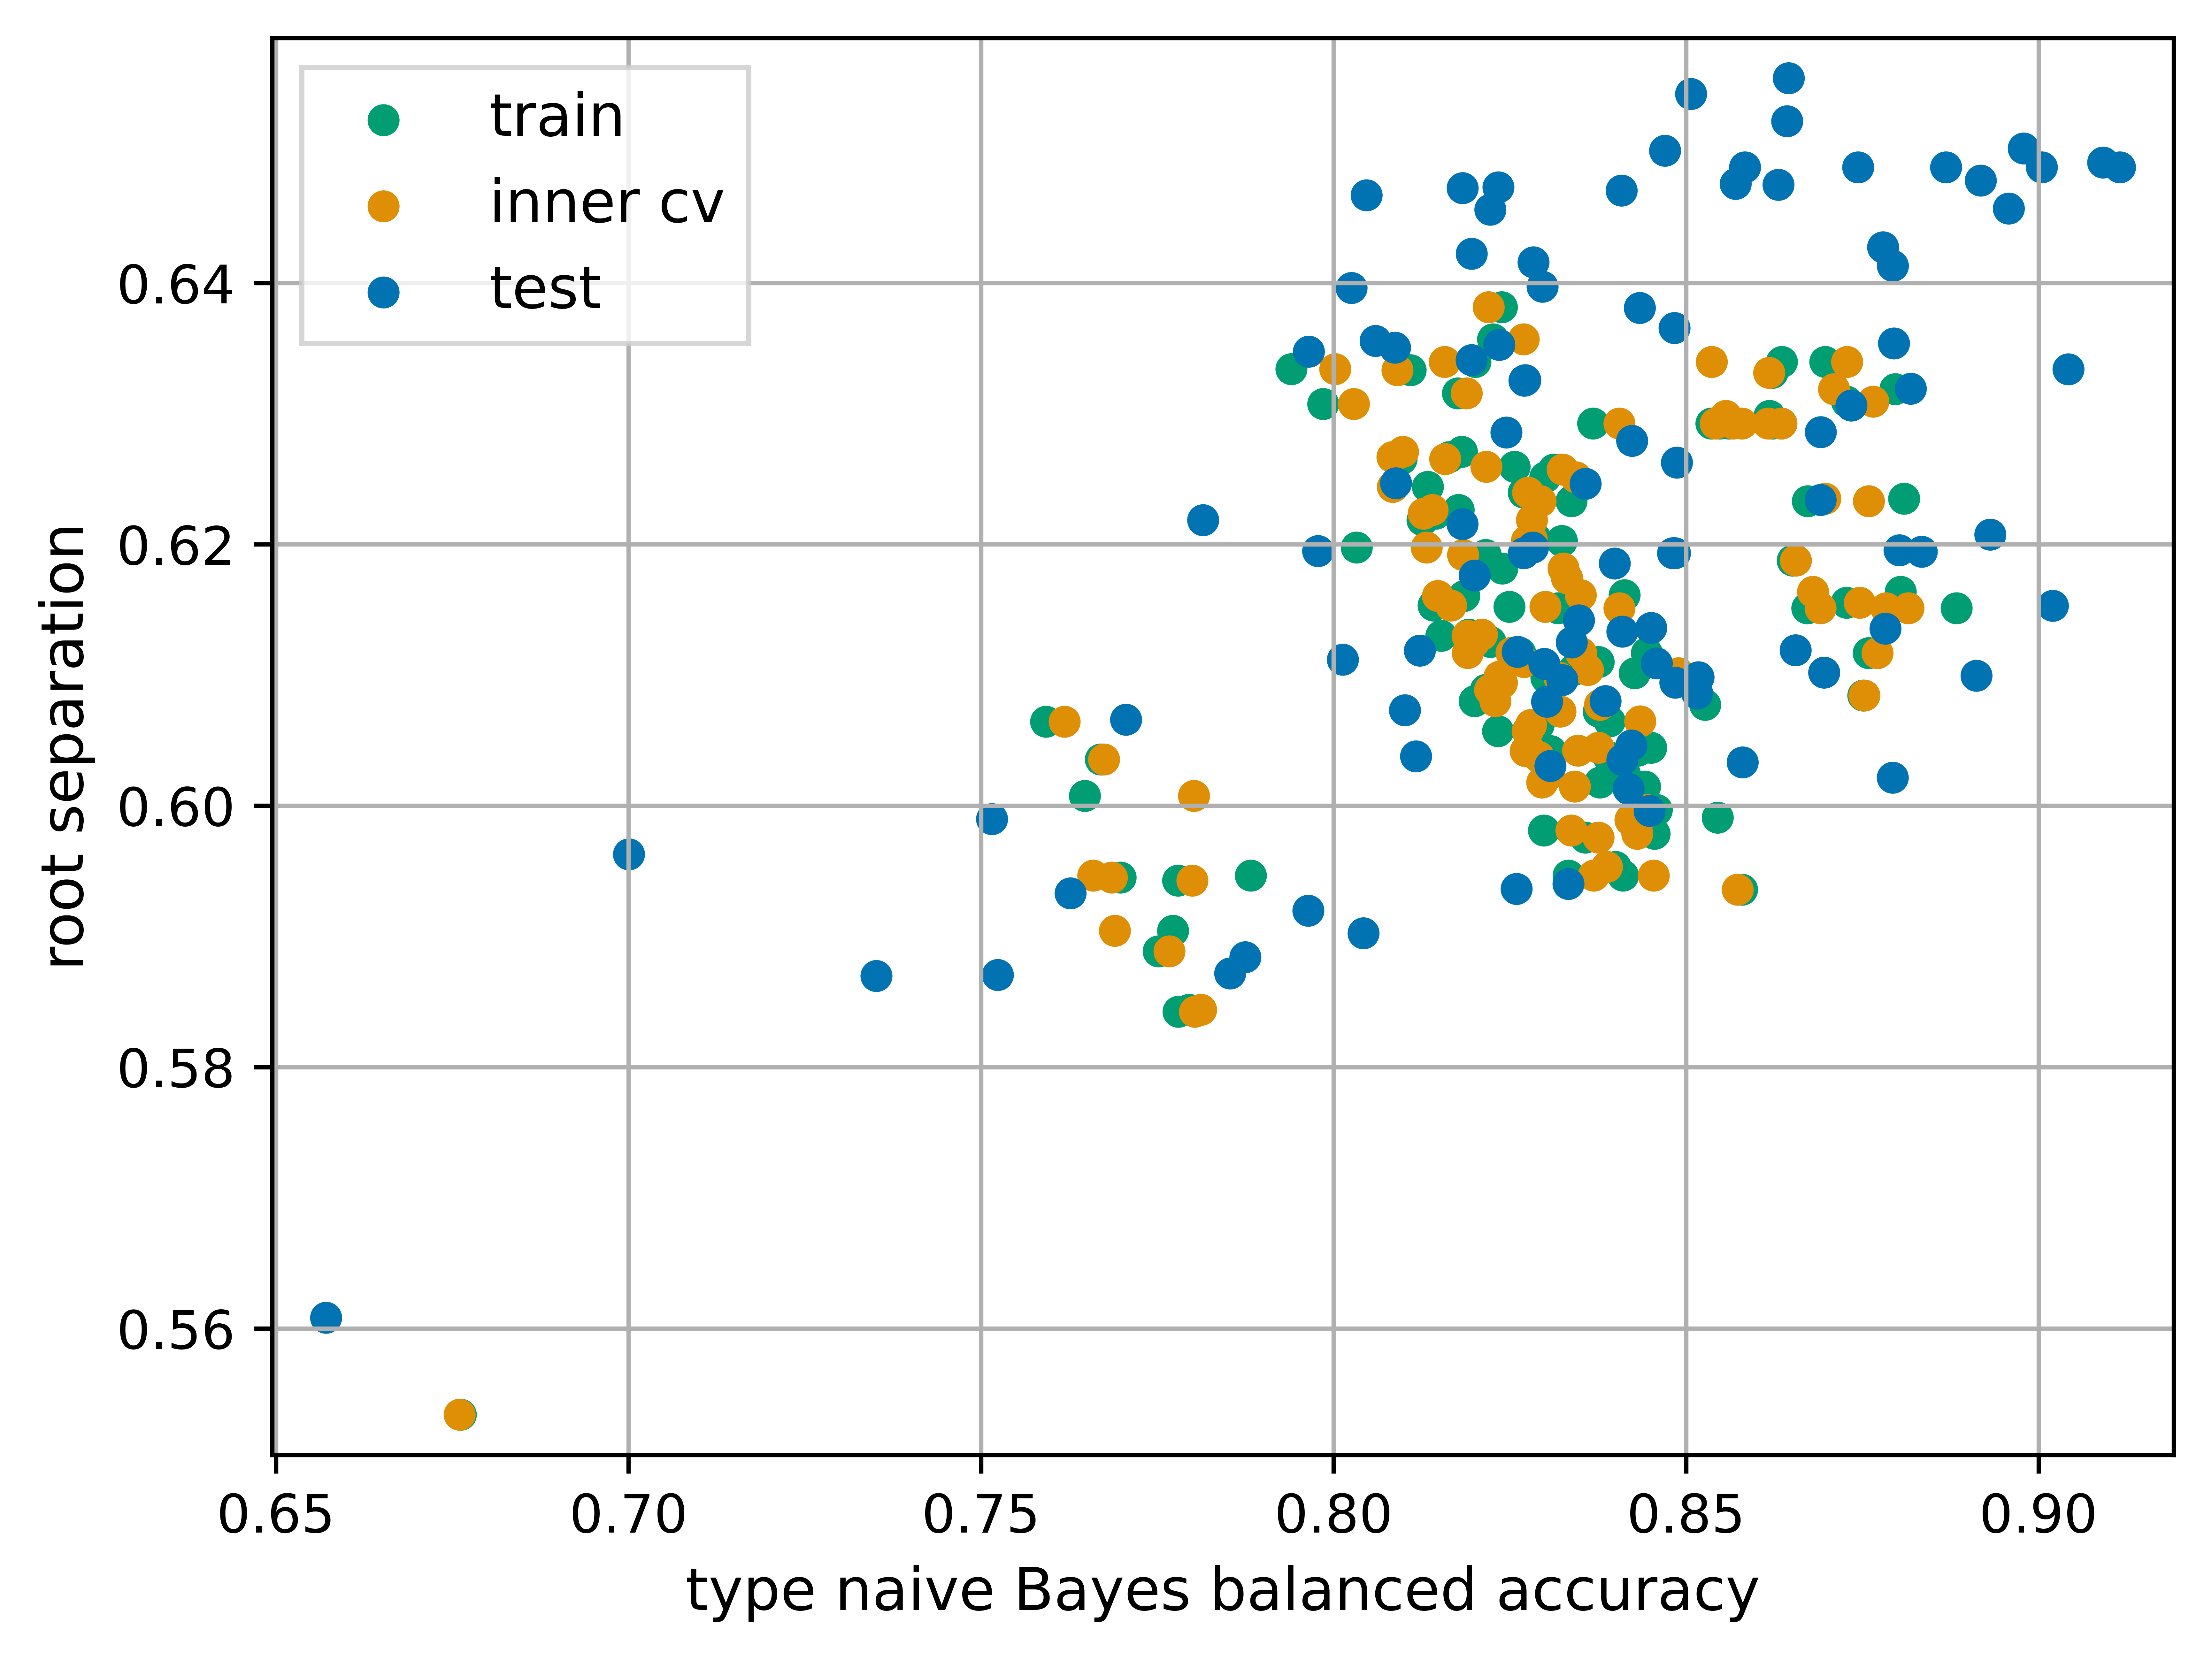 train
inner cv
test
root separation
0.64
0.62
0.60
0.58
0.56
0.65 0.70 0.75 0.80 0.85 0.90
type naive Bayes balanced accuracy